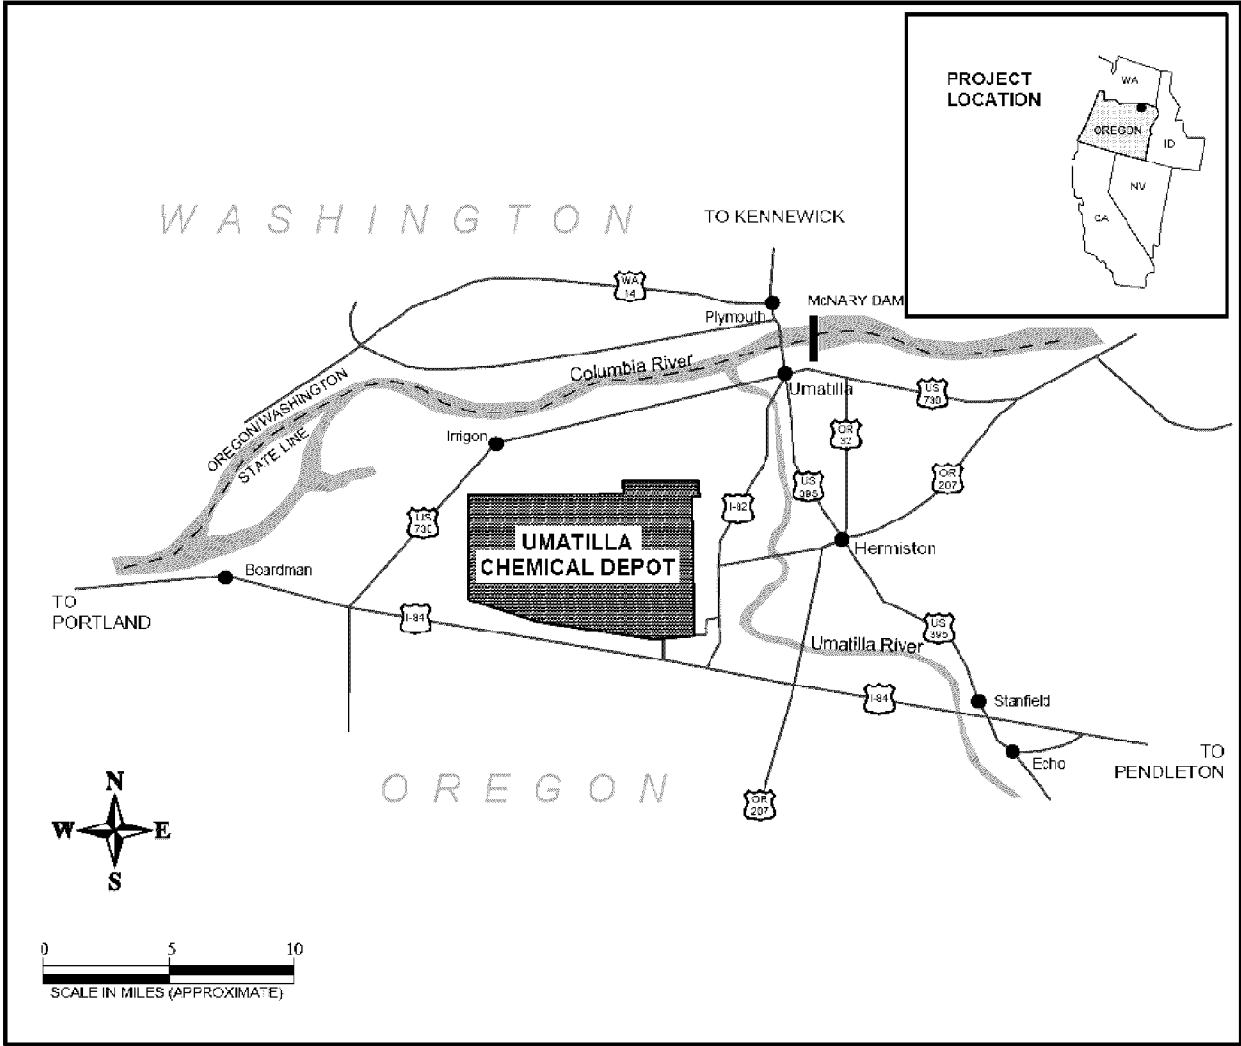 PROJECT
LOCATION
WA
OREGON
ID
NV
CA
WASHINGTON
TO KENNEWICK
WA
14
McNARY DAM
Plymouth
Columbia River
OREGON/WASHINGTON
STATE LINE
Umatilla
US
730
Irrigon
OR
32
OR
207
US
395
I-82
US
730
UMATILLA
CHEMICAL DEPOT
Hermiston
Boardman
TO
PORTLAND
I-84
US
395
Umatilla River
I-84
Stanfield
Echo
TO
PENDLETON
OREGON
OR
207
N
W
E
S
0 5 10
SCALE IN MILES (APPROXIMATE)